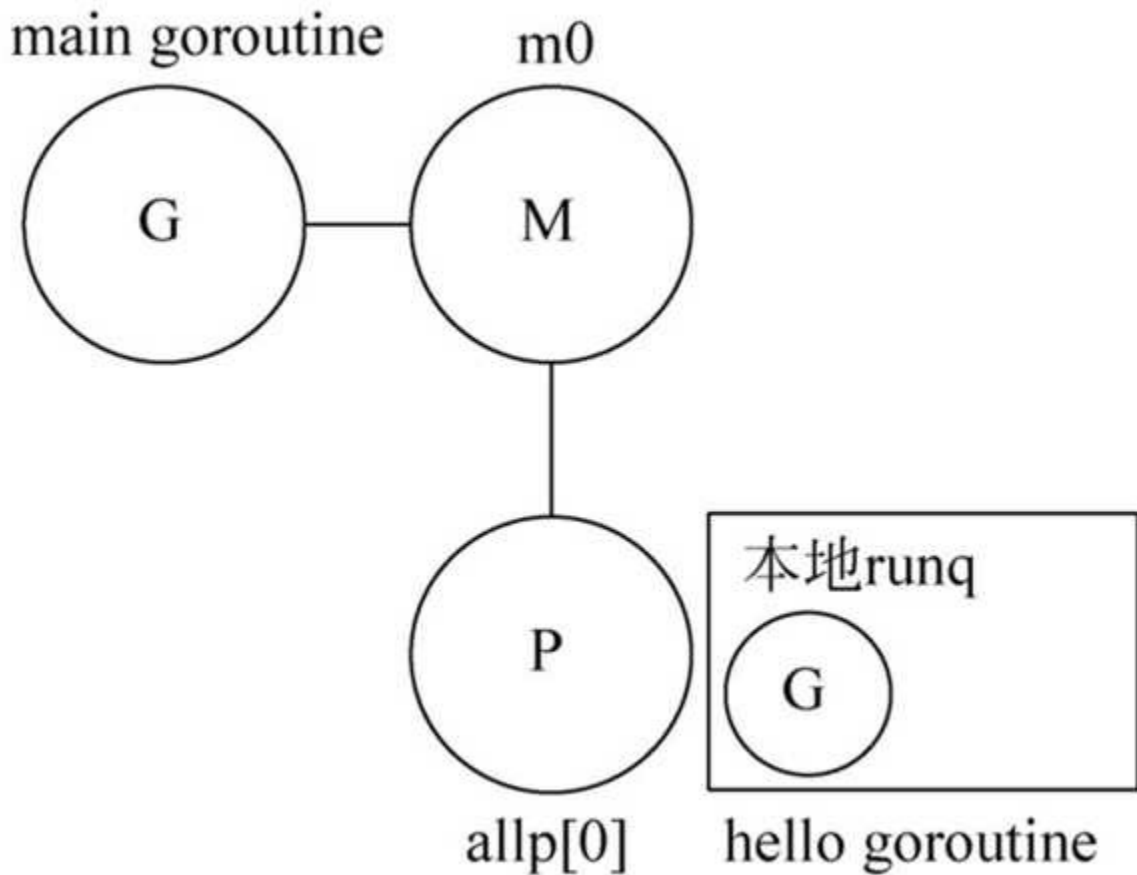 main goroutine
m0
G
M
本地runq
P
G
allp[0]
hello goroutine